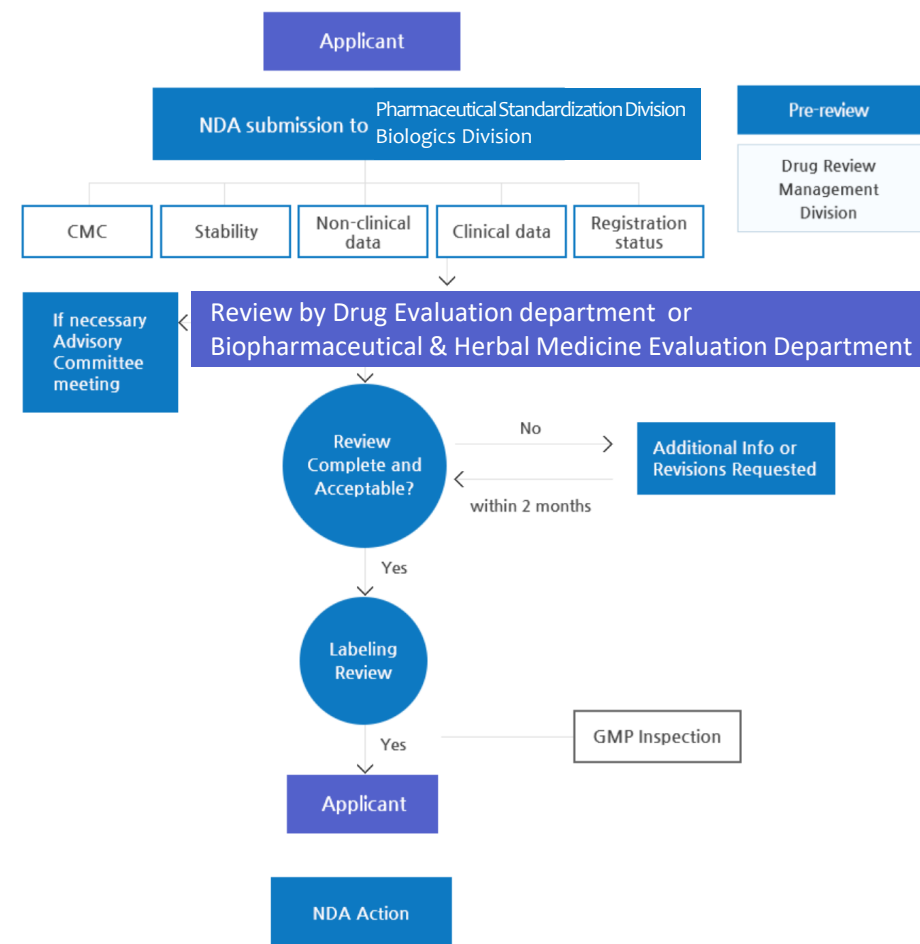 Applicant
NDA submission to
Pharmaceutical Standardization Division
Biologics Division
Pre-review
Drug Review
Management
Division
CMC
Stability
Non-clinical
data
Clinical data
Registration
status
If necessary
Advisory
Committee
meeting
Review by Drug Evaluation department or
Biopharmaceutical & Herbal Medicine Evaluation Department
Review
Complete and
Acceptable?
No
within 2 months
Additional Info or
Revisions Requested
Yes
Labeling
Review
Yes
GMP Inspection
Applicant
NDA Action